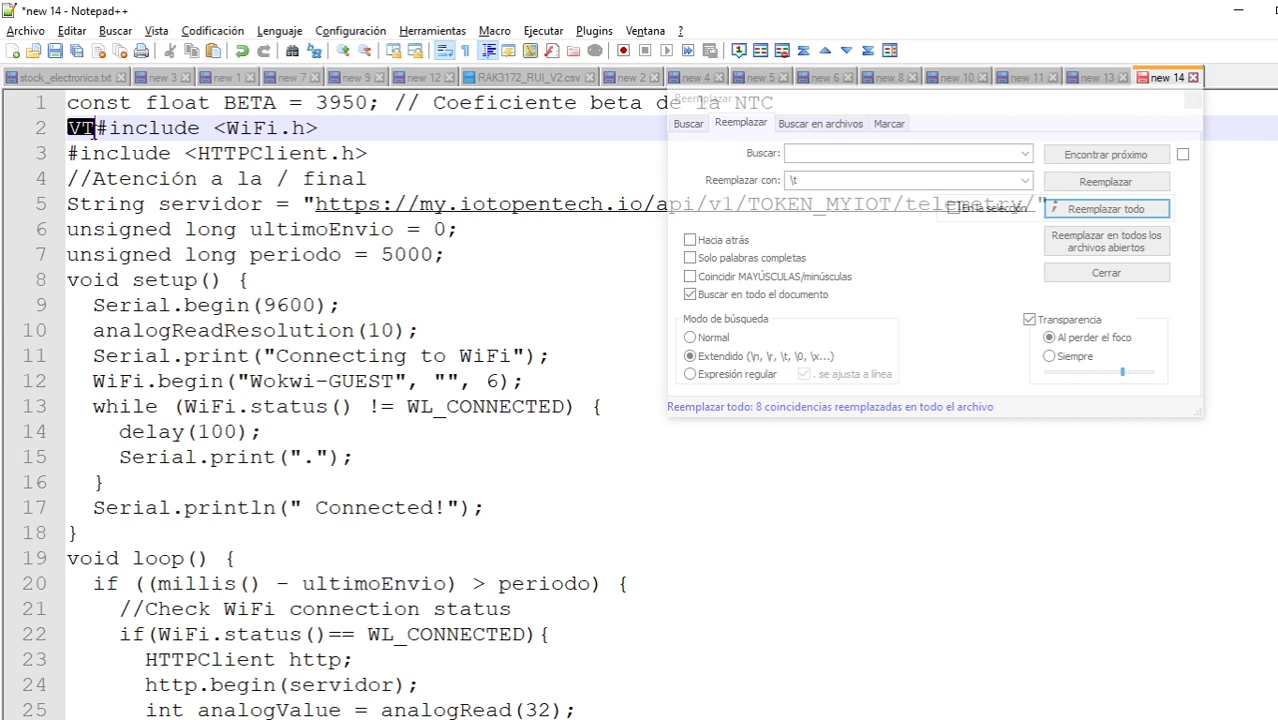 *new 14 - Notepad++
Archivo Editar Buscar Vista Codificación Lenguaje Configuración Herramientas Macro Ejecutar Plugins Ventana ?
stock_electronica.txt new 3 new 1 new 7 new 9 new 12 RAK3172_RUI_V2.csv new 2 new 4 new 5 new 6 new 8 new 10 new 11 new 13 new 14
1 const float BETA = 3950; // Coeficiente beta de la NTC
2 VT#include <WiFi.h>
3 #include <HTTPClient.h>
4 //Atención a la / final
5 String servidor = "https://my.iotopentech.io/api/v1/TOKEN_MYIOT/telemetry/";
6 unsigned long ultimoEnvio = 0;
7 unsigned long periodo = 5000;
8 void setup() {
9 Serial.begin(9600);
10 analogReadResolution(10);
11 Serial.print("Connecting to WiFi");
12 WiFi.begin("Wokwi-GUEST", "", 6);
13 while (WiFi.status() != WL_CONNECTED) {
14 delay(100);
15 Serial.print(".");
16 }
17 Serial.println(" Connected!");
18 }
19 void loop() {
20 if ((millis() - ultimoEnvio) > periodo) {
21 //Check WiFi connection status
22 if(WiFi.status()== WL_CONNECTED){
23 HTTPClient http;
24 http.begin(servidor);
25 int analogValue = analogRead(32);
Reemplazar
Buscar Reemplazar Buscar en archivos Marcar
Buscar: Encontrar próximo
Reemplazar con: \t Reemplazar
En la selección Reemplazar todo
Reemplazar en todos los
archivos abiertos
Cerrar
Hacia atrás
Solo palabras completas
Coincidir MAYÚSCULAS/minúsculas
Buscar en todo el documento
Modo de búsqueda
Normal
Extendido (\n, \r, \t, \0, \x...)
Expresión regular . se ajusta a línea
Transparencia
Al perder el foco
Siempre
Reemplazar todo: 8 coincidencias reemplazadas en todo el archivo